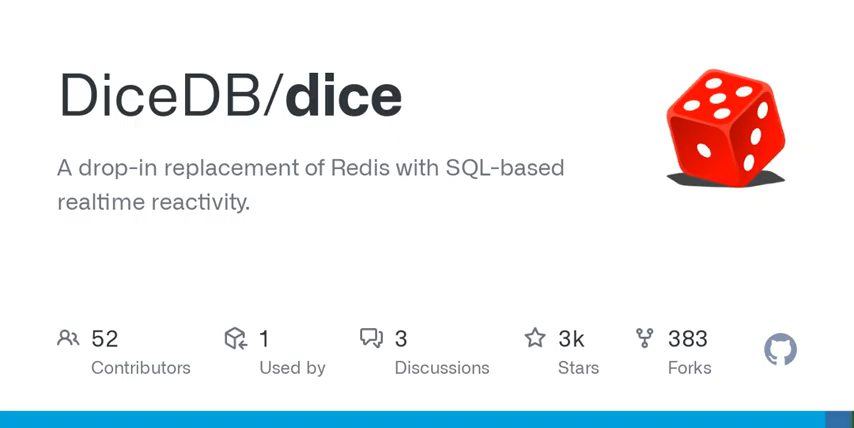 DiceDB/dice
A drop-in replacement of Redis with SQL-based
realtime reactivity.
52 1 3 3k 383
Contributors Used by Discussions Stars Forks